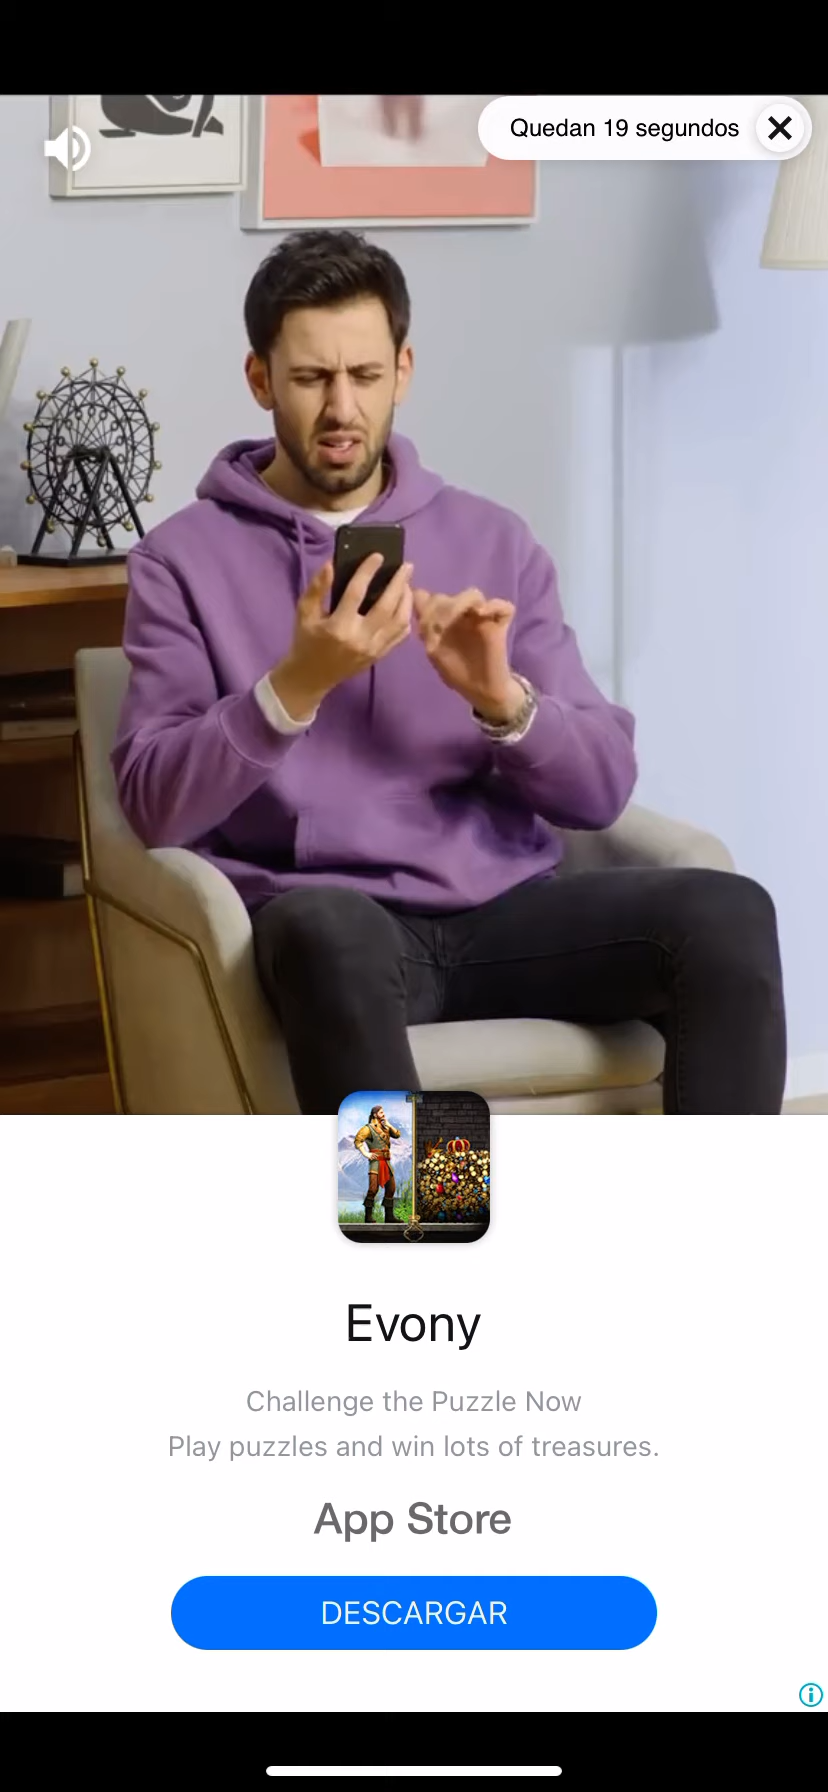 Quedan 19 segundos
Evony
Challenge the Puzzle Now
Play puzzles and win lots of treasures.
App Store
DESCARGAR